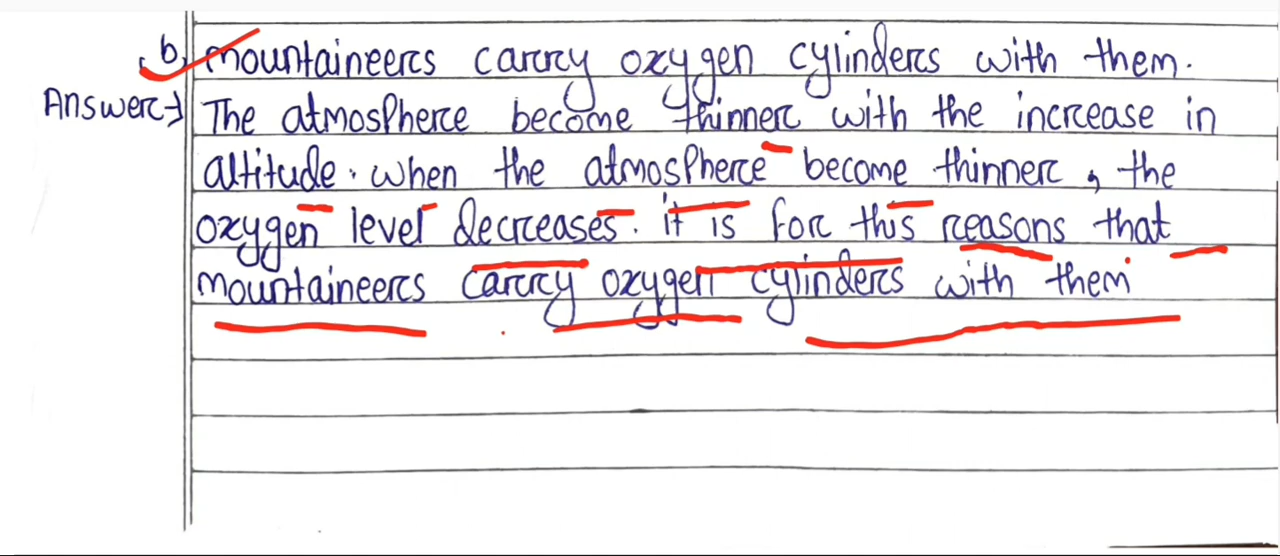 b, mountaineers carry oxygen cylinders with them.
Answer→ The atmosphere become thinner with the increase in
altitude. when the atmosphere become thinner, the
oxygen level decreases. it is for this reasons that
mountaineers carry oxygen cylinders with them